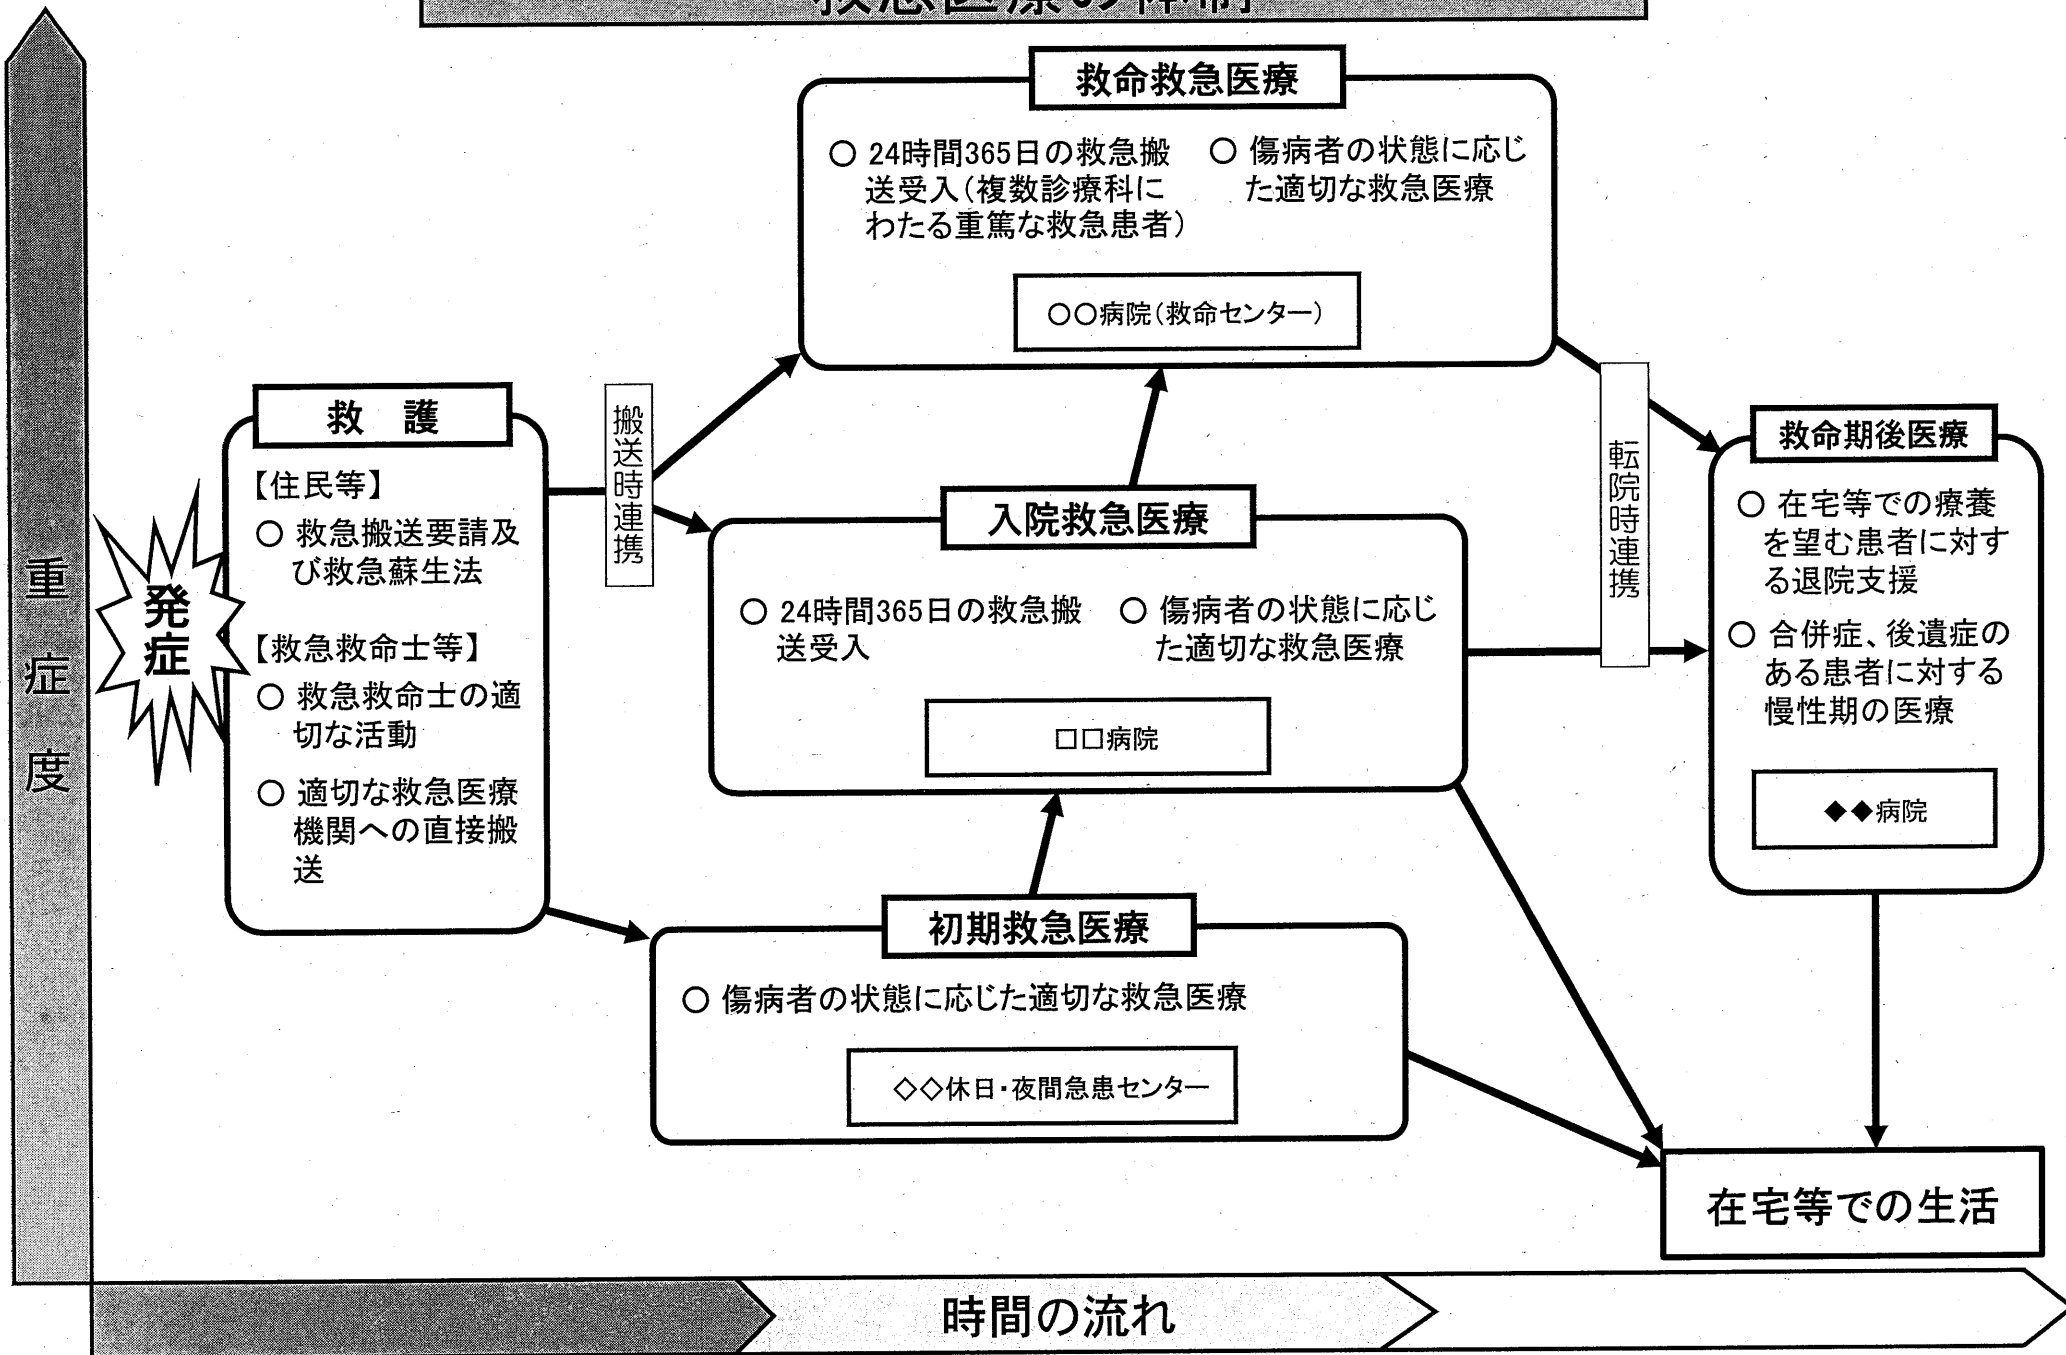 救急医療の体制
救命救急医療
○ 24時間365日の救急搬
送受入(複数診療科に
わたる重篤な救急患者)
○ 傷病者の状態に応じ
た適切な救急医療
○○病院(救命センター)
救　護
【住民等】
○ 救急搬送要請及
び救急蘇生法
【救急救命士等】
○ 救急救命士の適
切な活動
○ 適切な救急医療
機関への直接搬
送
発
症
重症度
搬送時連携
入院救急医療
○ 24時間365日の救急搬
送受入
○ 傷病者の状態に応じ
た適切な救急医療
□□病院
初期救急医療
○ 傷病者の状態に応じた適切な救急医療
◇◇休日・夜間急患センター
転院時連携
救命期後医療
○ 在宅等での療養
を望む患者に対す
る退院支援
○ 合併症、後遺症の
ある患者に対する
慢性期の医療
◆◆病院
在宅等での生活
時間の流れ